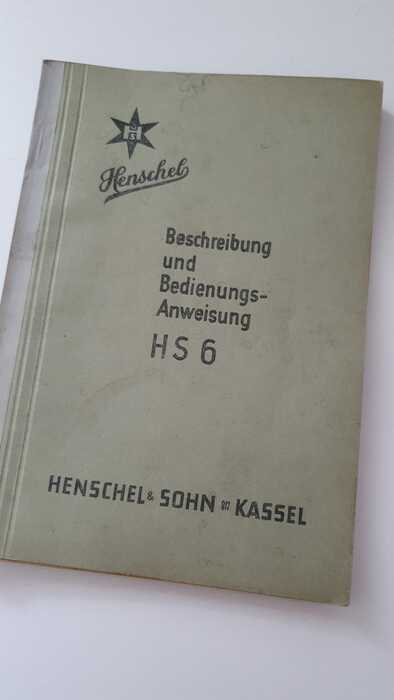 Henschel
Beschreibung
und
Bedienungs-
Anweisung
HS 6
HENSCHEL & SOHN KASSEL